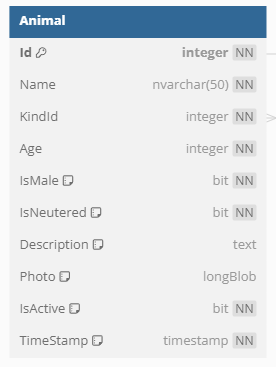 Animal
Id integer NN
Name nvarchar(50)
KindId integer NN
Age integer NN
IsMale bit NN
IsNeutered bit NN
Description text
Photo longBlob
IsActive bit NN
TimeStamp timestamp NN